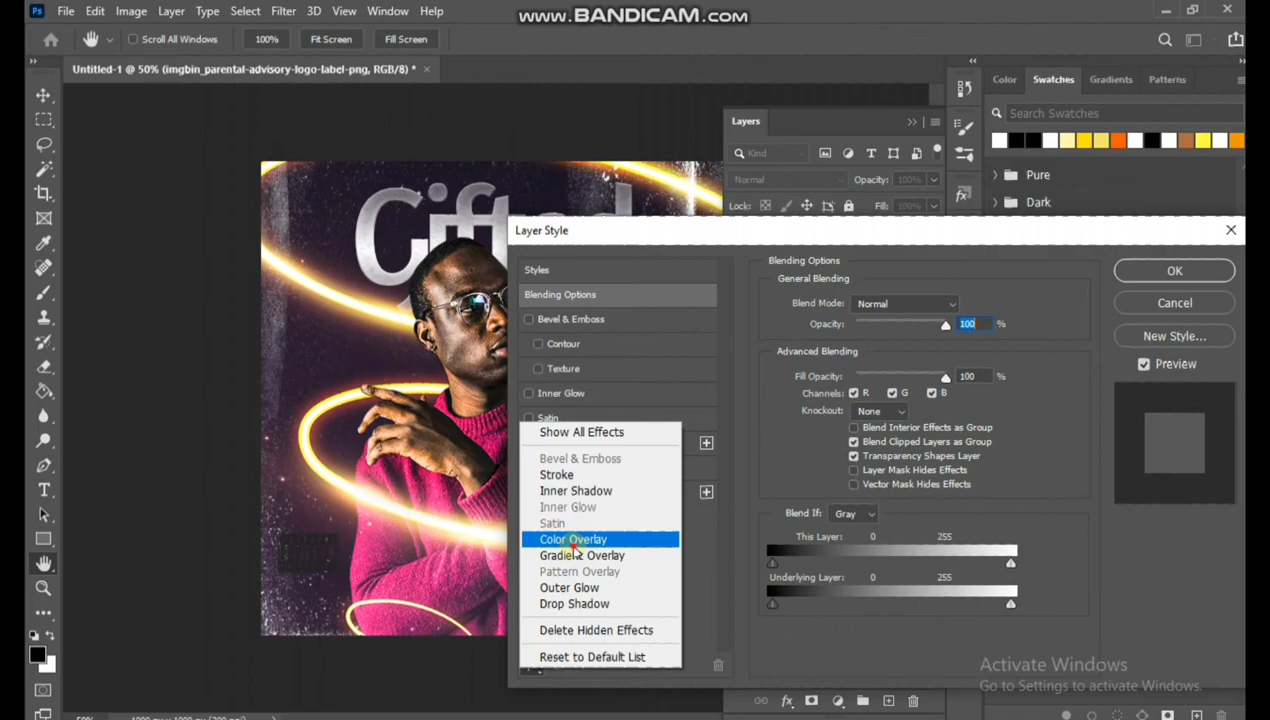 www.BANDICAM.com
Ps File Edit Image Layer Type Select Filter 3D View Window Help
Scroll All Windows 100% Fit Screen Fill Screen
Untitled-1 @ 50% (imgbin_parental-advisory-logo-label-png, RGB/8) * ×
Color Swatches Gradients Patterns
Search Swatches
Pure
Dark
Layers
Kind
Normal Opacity: 100%
Lock: Fill: 100%
Gifted
Layer Style
Styles
Blending Options
Bevel & Emboss
Contour
Texture
Inner Glow
Satin
Show All Effects
Bevel & Emboss
Stroke
Inner Shadow
Inner Glow
Satin
Color Overlay
Gradient Overlay
Pattern Overlay
Outer Glow
Drop Shadow
Delete Hidden Effects
Reset to Default List
Blending Options
General Blending
Blend Mode: Normal
Opacity: 100 %
Advanced Blending
Fill Opacity: 100 %
Channels: R G B
Knockout: None
Blend Interior Effects as Group
Blend Clipped Layers as Group
Transparency Shapes Layer
Layer Mask Hides Effects
Vector Mask Hides Effects
Blend If: Gray
This Layer: 0 255
Underlying Layer: 0 255
OK
Cancel
New Style...
Preview
Activate Windows
Go to Settings to activate Windows.
fx